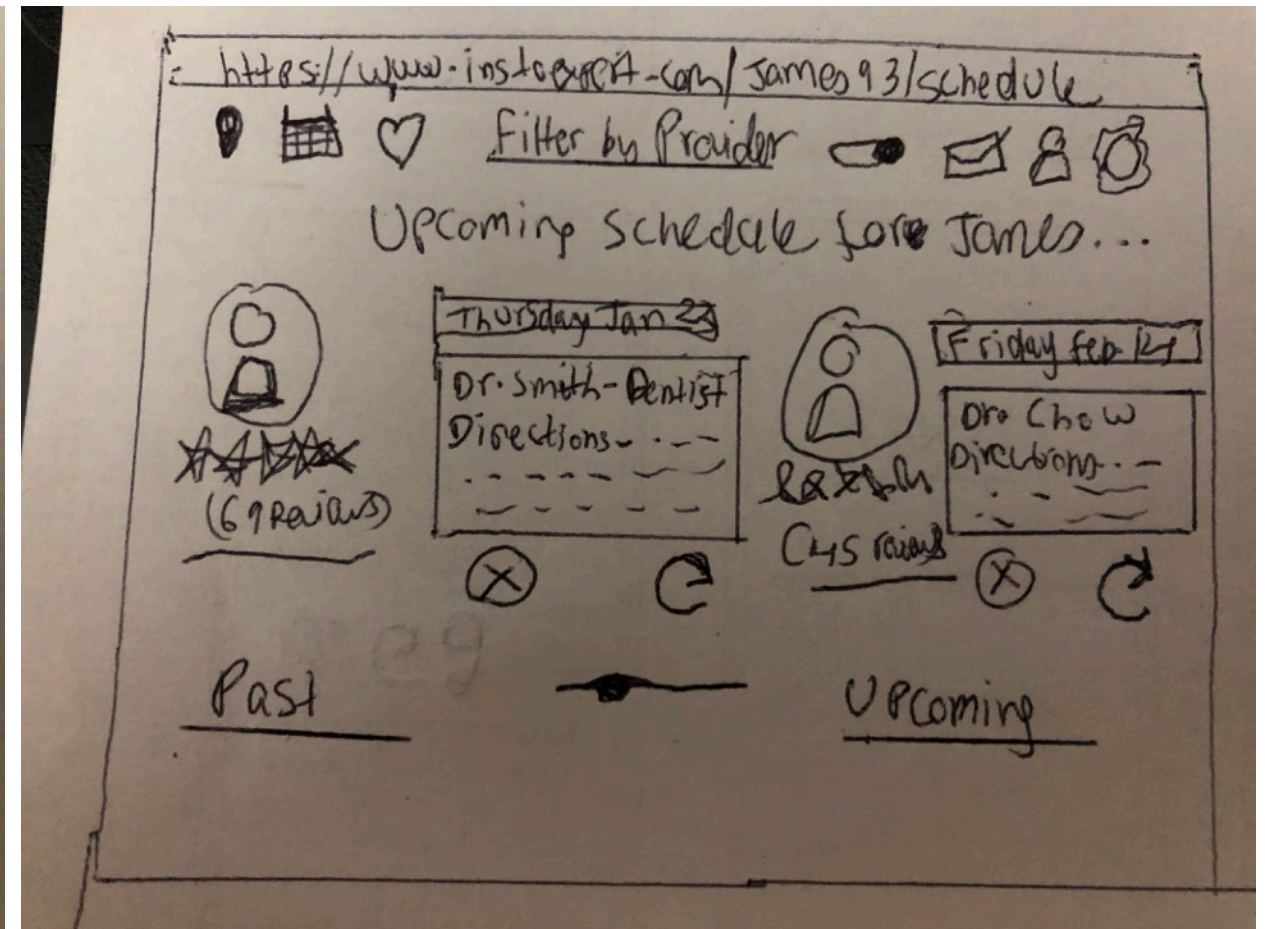 https://www.instaexpert.com/James93/schedule
Filter by Provider
Upcoming schedule for James...
Thursday Jan 23
Friday Feb 14
Dr. Smith - Dentist
Directions
(69 Reviews)
Dr. Chow
Directions
(45 reviews
Past
Upcoming